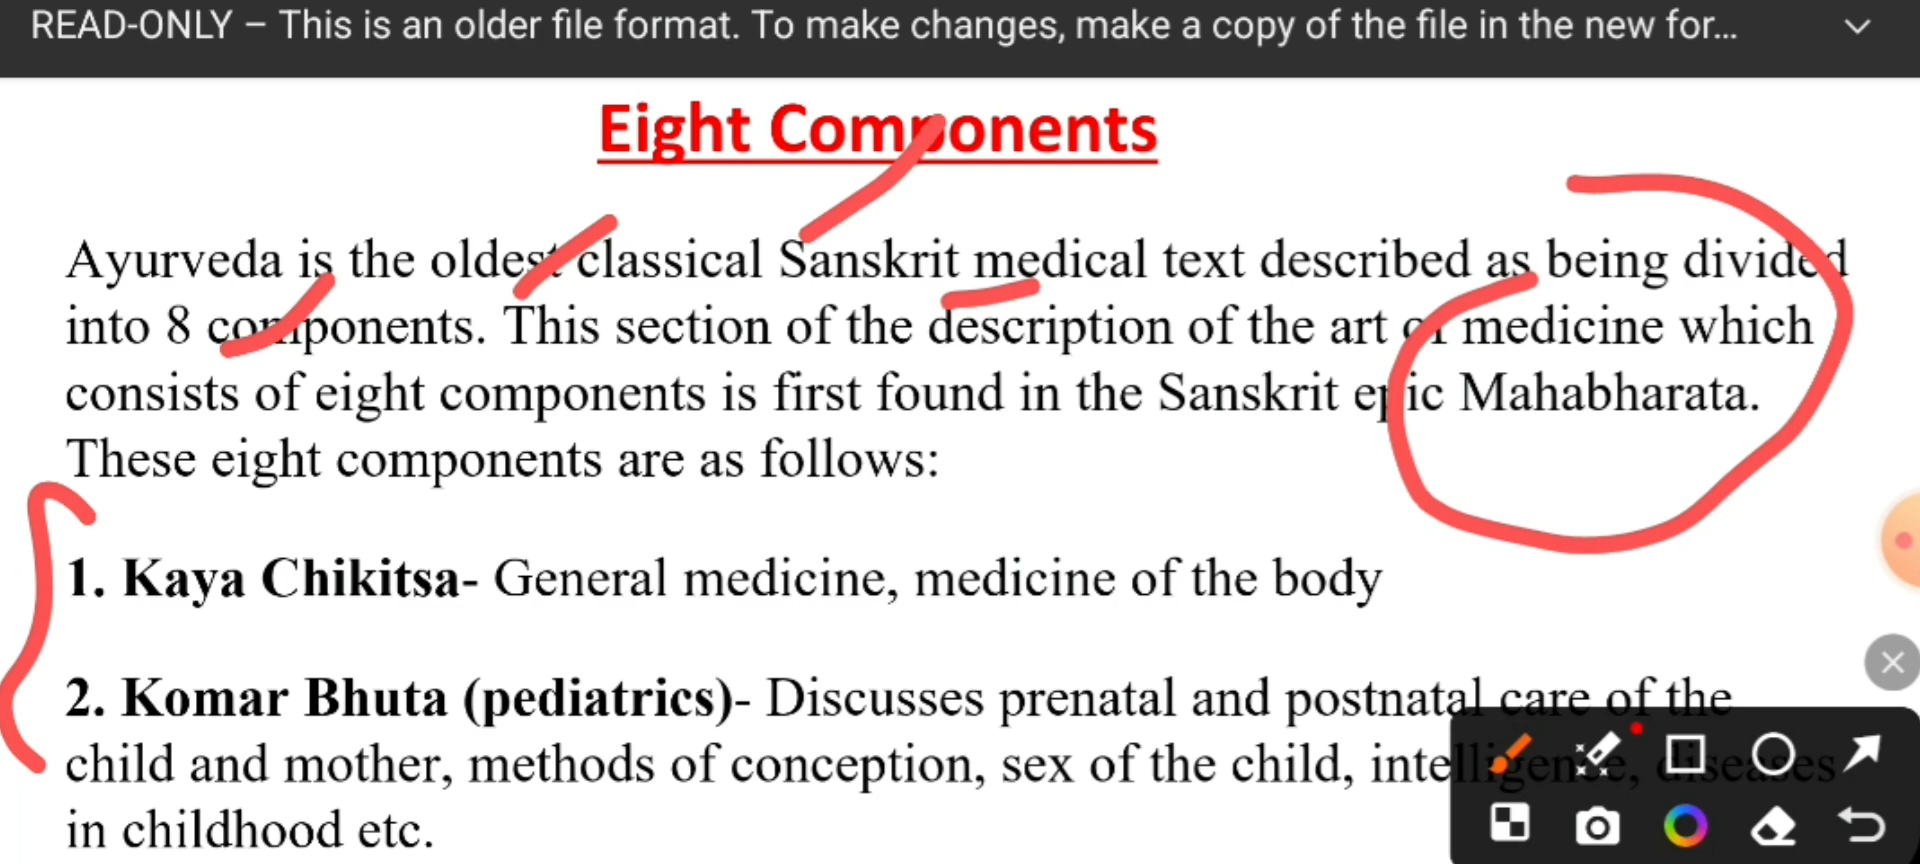 READ-ONLY – This is an older file format. To make changes, make a copy of the file in the new for...
Eight Components
Ayurveda is the oldest classical Sanskrit medical text described as being divided
into 8 components. This section of the description of the art of medicine which
consists of eight components is first found in the Sanskrit epic Mahabharata.
These eight components are as follows:
1. Kaya Chikitsa- General medicine, medicine of the body
2. Komar Bhuta (pediatrics)- Discusses prenatal and postnatal care of the
child and mother, methods of conception, sex of the child, intelligence, diseases
in childhood etc.